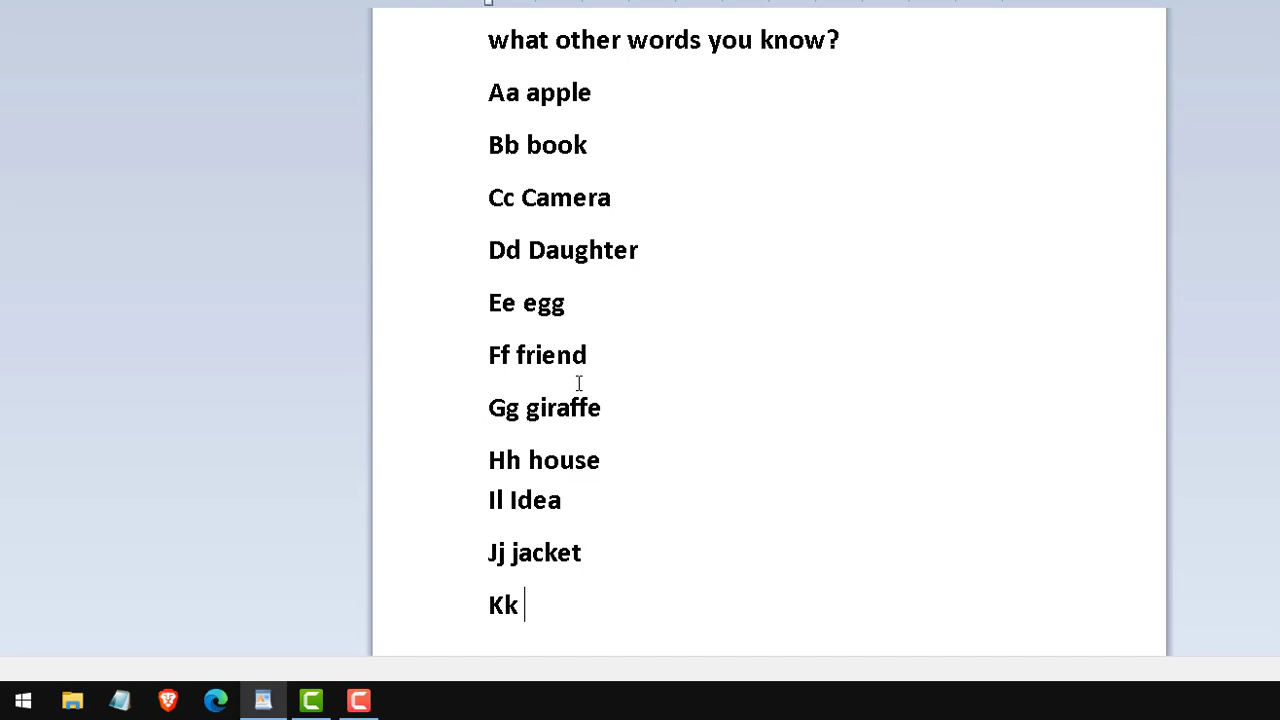 what other words you know?
Aa apple
Bb book
Cc Camera
Dd Daughter
Ee egg
Ff friend
Gg giraffe
Hh house
Il Idea
Jj jacket
Kk